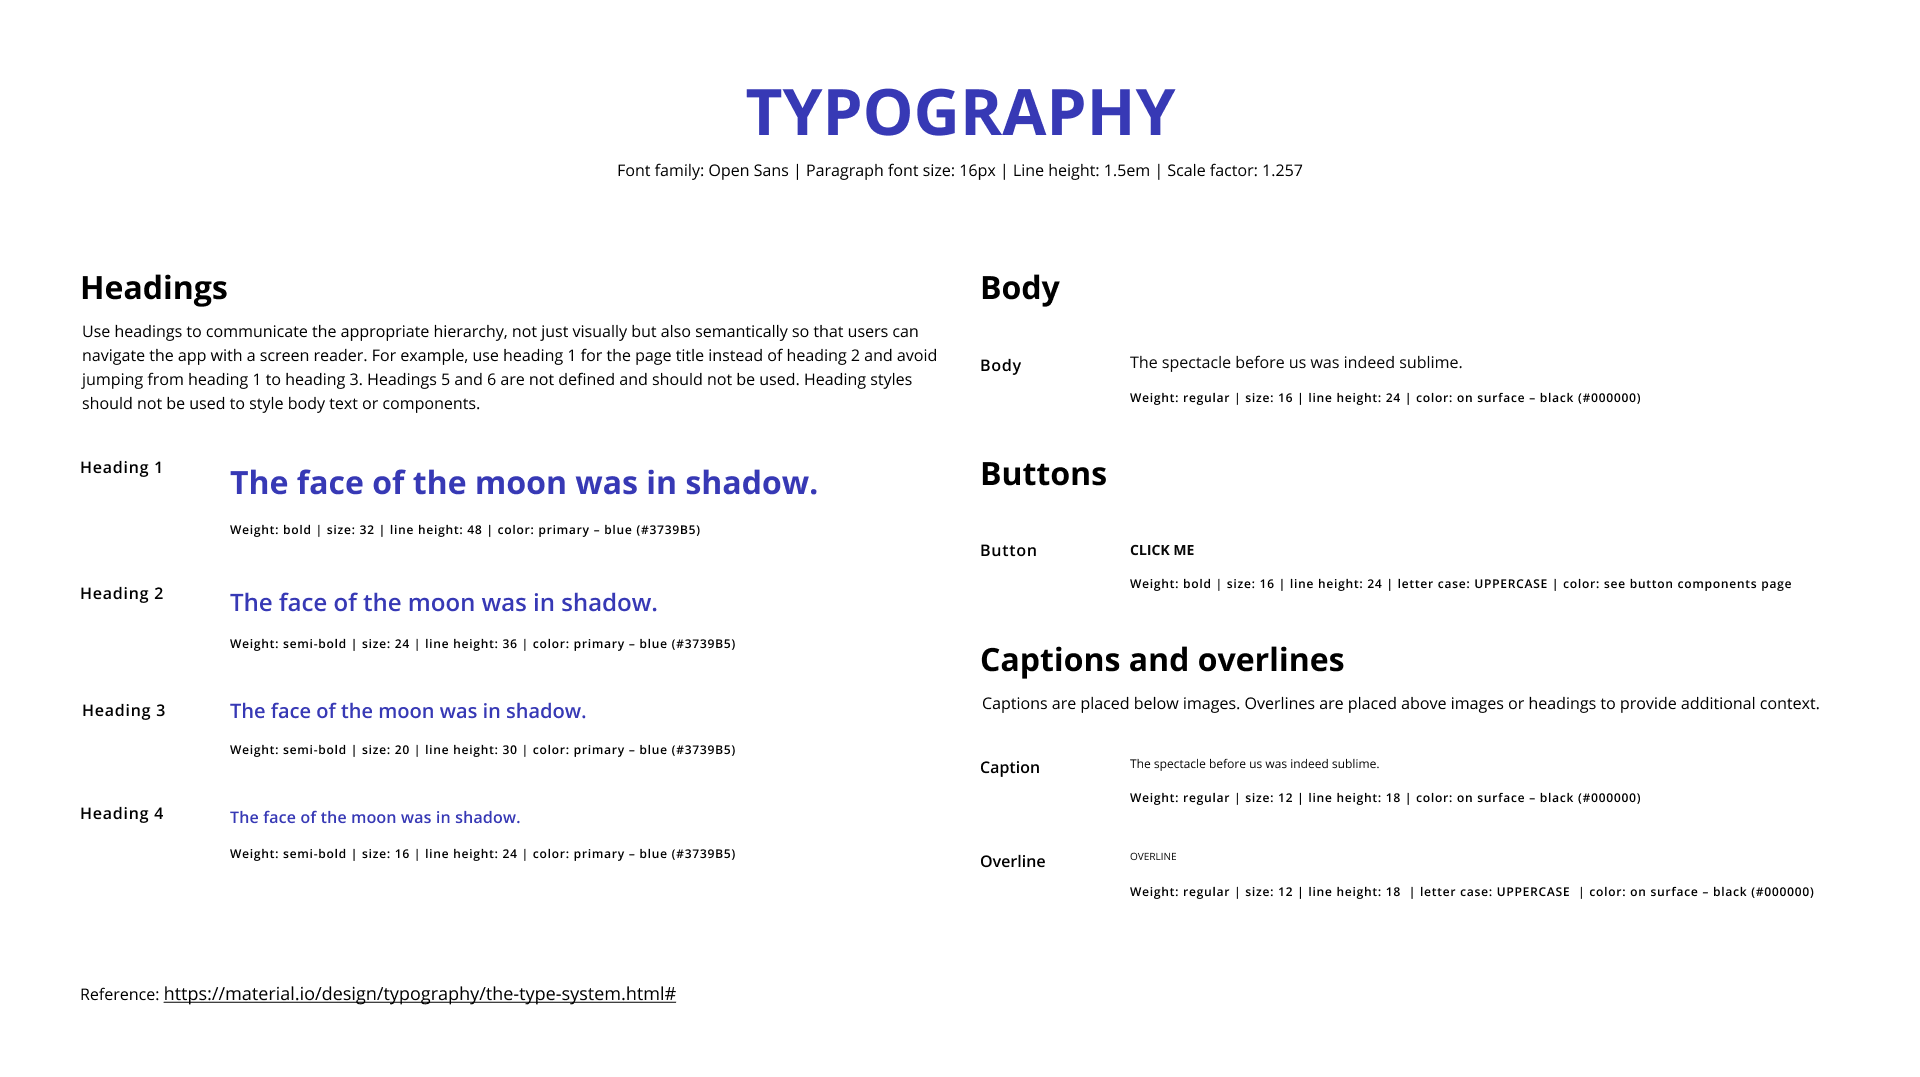 TYPOGRAPHY
Font family: Open Sans | Paragraph font size: 16px | Line height: 1.5em | Scale factor: 1.257
Headings
Use headings to communicate the appropriate hierarchy, not just visually but also semantically so that users can
navigate the app with a screen reader. For example, use heading 1 for the page title instead of heading 2 and avoid
jumping from heading 1 to heading 3. Headings 5 and 6 are not defined and should not be used. Heading styles
should not be used to style body text or components.
Heading 1
The face of the moon was in shadow.
Weight: bold | size: 32 | line height: 48 | color: primary – blue (#3739B5)
Heading 2
The face of the moon was in shadow.
Weight: semi-bold | size: 24 | line height: 36 | color: primary – blue (#3739B5)
Heading 3
The face of the moon was in shadow.
Weight: semi-bold | size: 20 | line height: 30 | color: primary – blue (#3739B5)
Heading 4
The face of the moon was in shadow.
Weight: semi-bold | size: 16 | line height: 24 | color: primary – blue (#3739B5)
Body
Body
The spectacle before us was indeed sublime.
Weight: regular | size: 16 | line height: 24 | color: on surface – black (#000000)
Buttons
Button
CLICK ME
Weight: bold | size: 16 | line height: 24 | letter case: UPPERCASE | color: see button components page
Captions and overlines
Captions are placed below images. Overlines are placed above images or headings to provide additional context.
Caption
The spectacle before us was indeed sublime.
Weight: regular | size: 12 | line height: 18 | color: on surface – black (#000000)
Overline
OVERLINE
Weight: regular | size: 12 | line height: 18 | letter case: UPPERCASE | color: on surface – black (#000000)
Reference: https://material.io/design/typography/the-type-system.html#